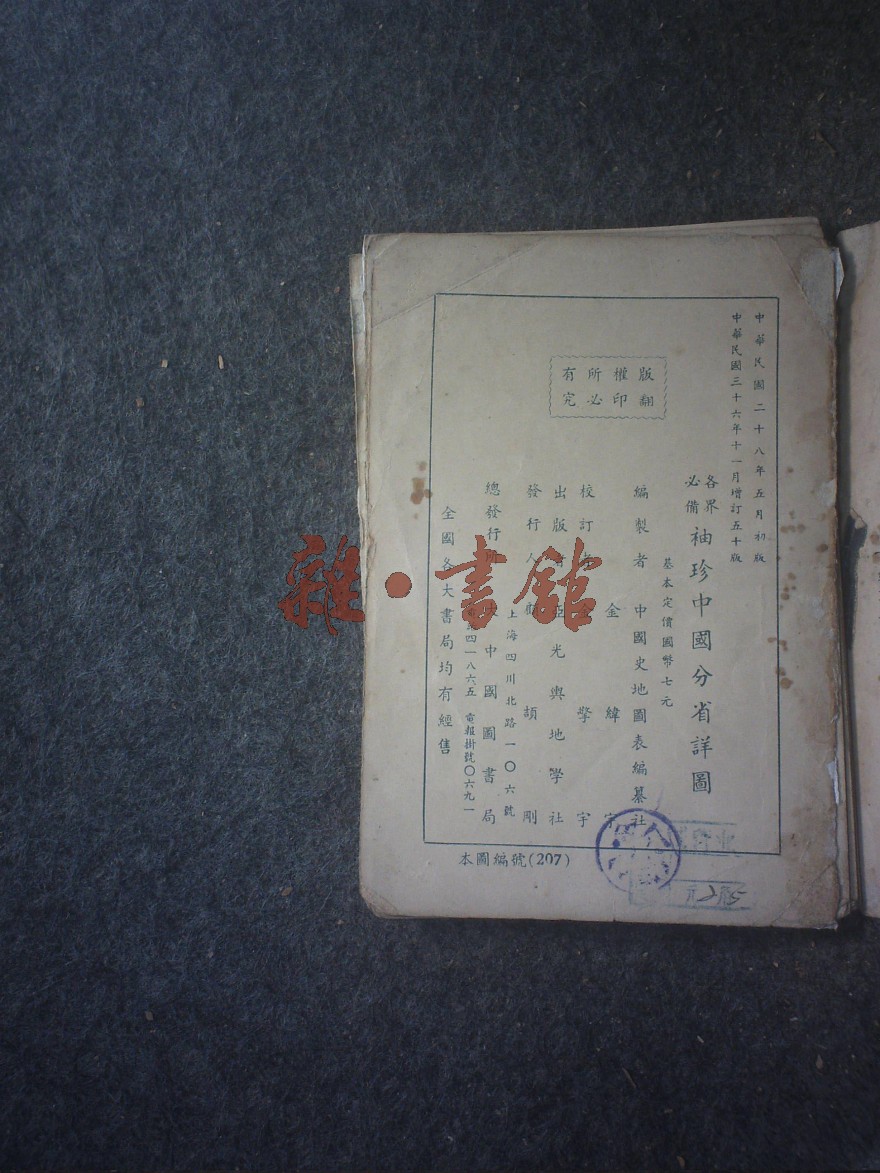 中華民國二十八年五月初版
中華民國三十六年十一月增訂五十版
版權所有
翻印必究
各界
必備
袖珍中國分省詳圖
基本定價國幣七元
編製者 中國史地圖表編纂社
金緯宇
校訂 擎宇
出版 亞光輿地學社
發行人 顧頡剛
上海四川北路一〇六號
總發行 大中國圖書局
四一八六五 電報掛號〇六九一
全國各大書局均有經售
本圖編號(207)
雜·書館